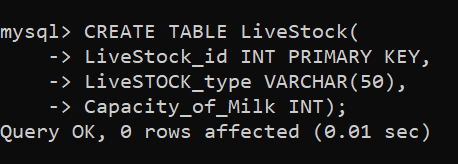 mysql> CREATE TABLE LiveStock(
    -> LiveStock_id INT PRIMARY KEY,
    -> LiveSTOCK_type VARCHAR(50),
    -> Capacity_of_Milk INT);
Query OK, 0 rows affected (0.01 sec)